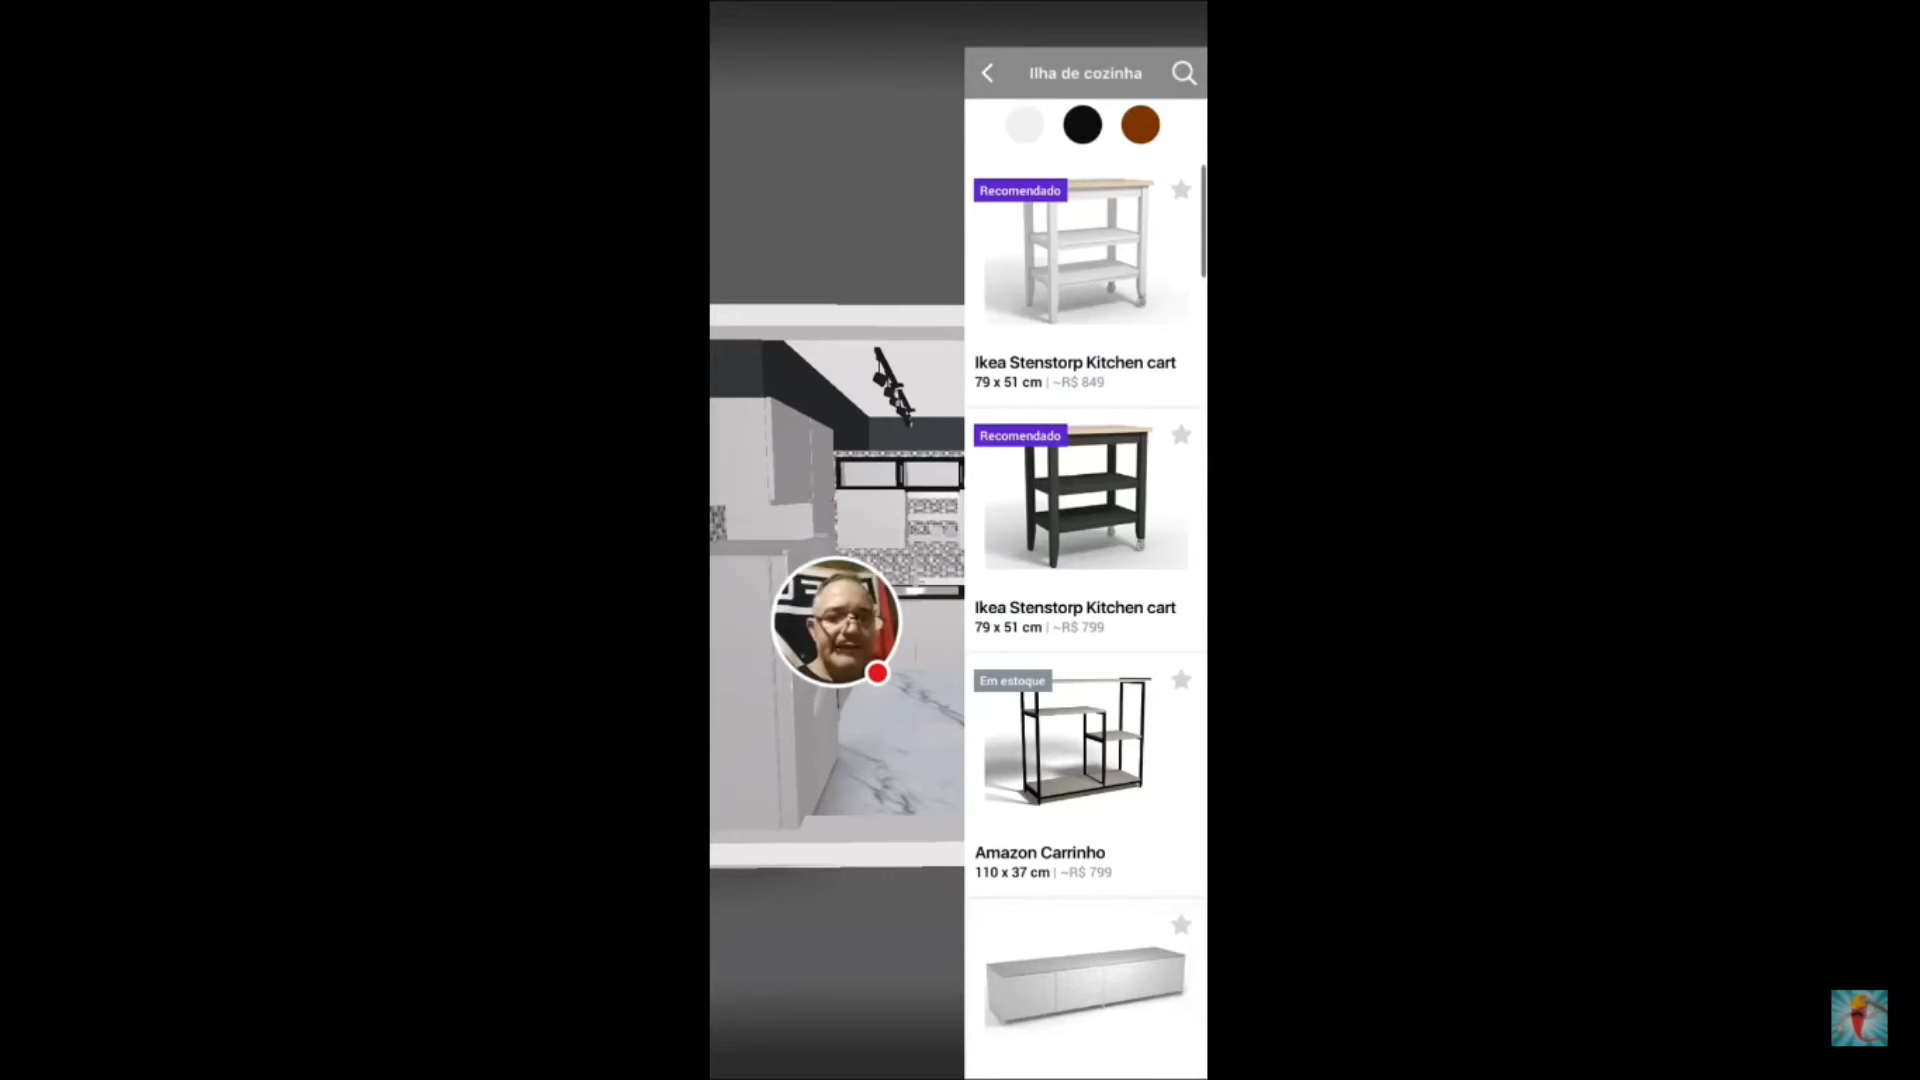 Ilha de cozinha
Recomendado
Ikea Stenstorp Kitchen cart
79 x 51 cm | ~R$ 849
Recomendado
Ikea Stenstorp Kitchen cart
79 x 51 cm | ~R$ 799
Em estoque
Amazon Carrinho
110 x 37 cm | ~R$ 799